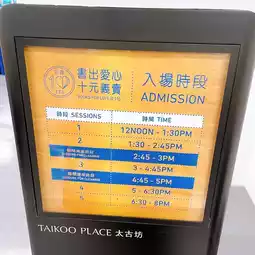 書出愛心
十元義賣
入場時段
ADMISSION
時段 SESSIONS
時間 TIME
1
12NOON - 1:30PM
2
1:30 - 2:45PM
2:45 - 3PM
3
3 - 4:45PM
4:45 - 5PM
4
5 - 6:30PM
5
6:30 - 8PM
TAIKOO PLACE 太古坊